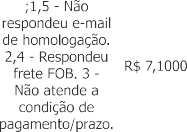 ;1,5 - Não
respondeu e-mail
de homologação.
2,4 - Respondeu
frete FOB. 3 -
Não atende a
condição de
pagamento/prazo.
R$ 7,1000